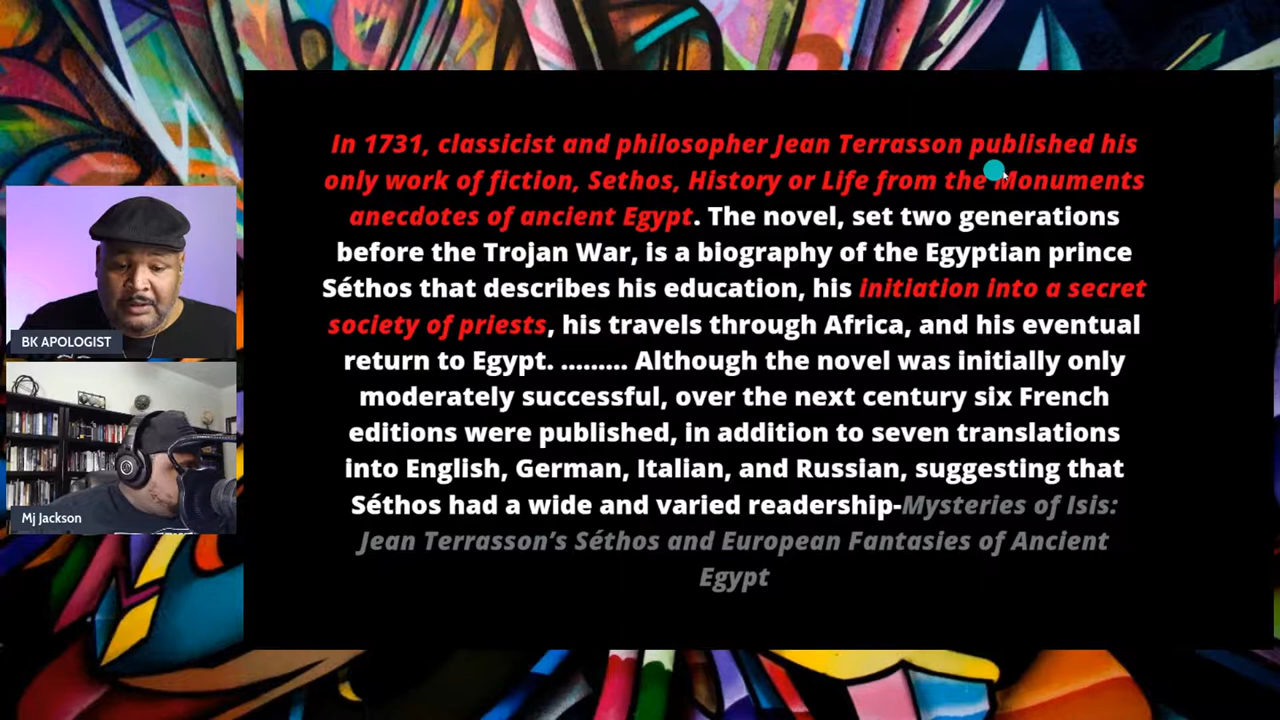 In 1731, classicist and philosopher Jean Terrasson published his
only work of fiction, Sethos, History or Life from the Monuments
anecdotes of ancient Egypt. The novel, set two generations
before the Trojan War, is a biography of the Egyptian prince
Séthos that describes his education, his initiation into a secret
society of priests, his travels through Africa, and his eventual
return to Egypt. ......... Although the novel was initially only
moderately successful, over the next century six French
editions were published, in addition to seven translations
into English, German, Italian, and Russian, suggesting that
Séthos had a wide and varied readership-Mysteries of Isis:
Jean Terrasson’s Séthos and European Fantasies of Ancient
Egypt
BK APOLOGIST
Mj Jackson